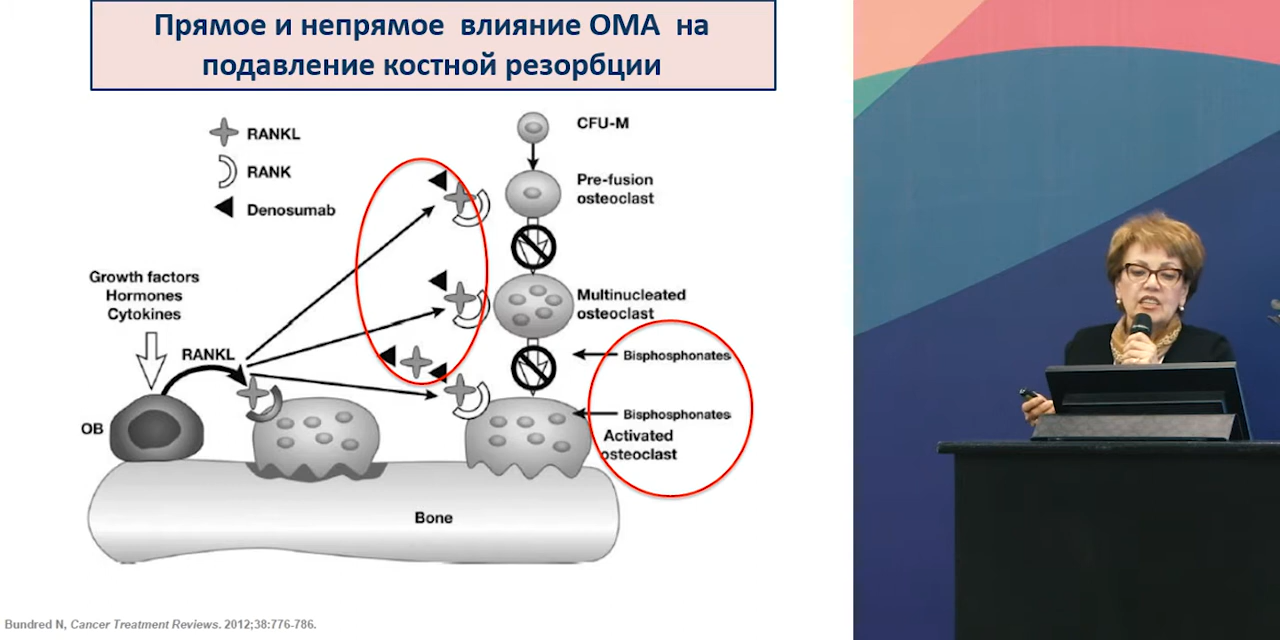 Прямое и непрямое влияние ОМА на
подавление костной резорбции
RANKL
RANK
Denosumab
CFU-M
Pre-fusion
osteoclast
Growth factors
Hormones
Cytokines
Multinucleated
osteoclast
RANKL
Bisphosphonates
Bisphosphonates
OB
Activated
osteoclast
Bone
Bundred N, Cancer Treatment Reviews. 2012;38:776-786.